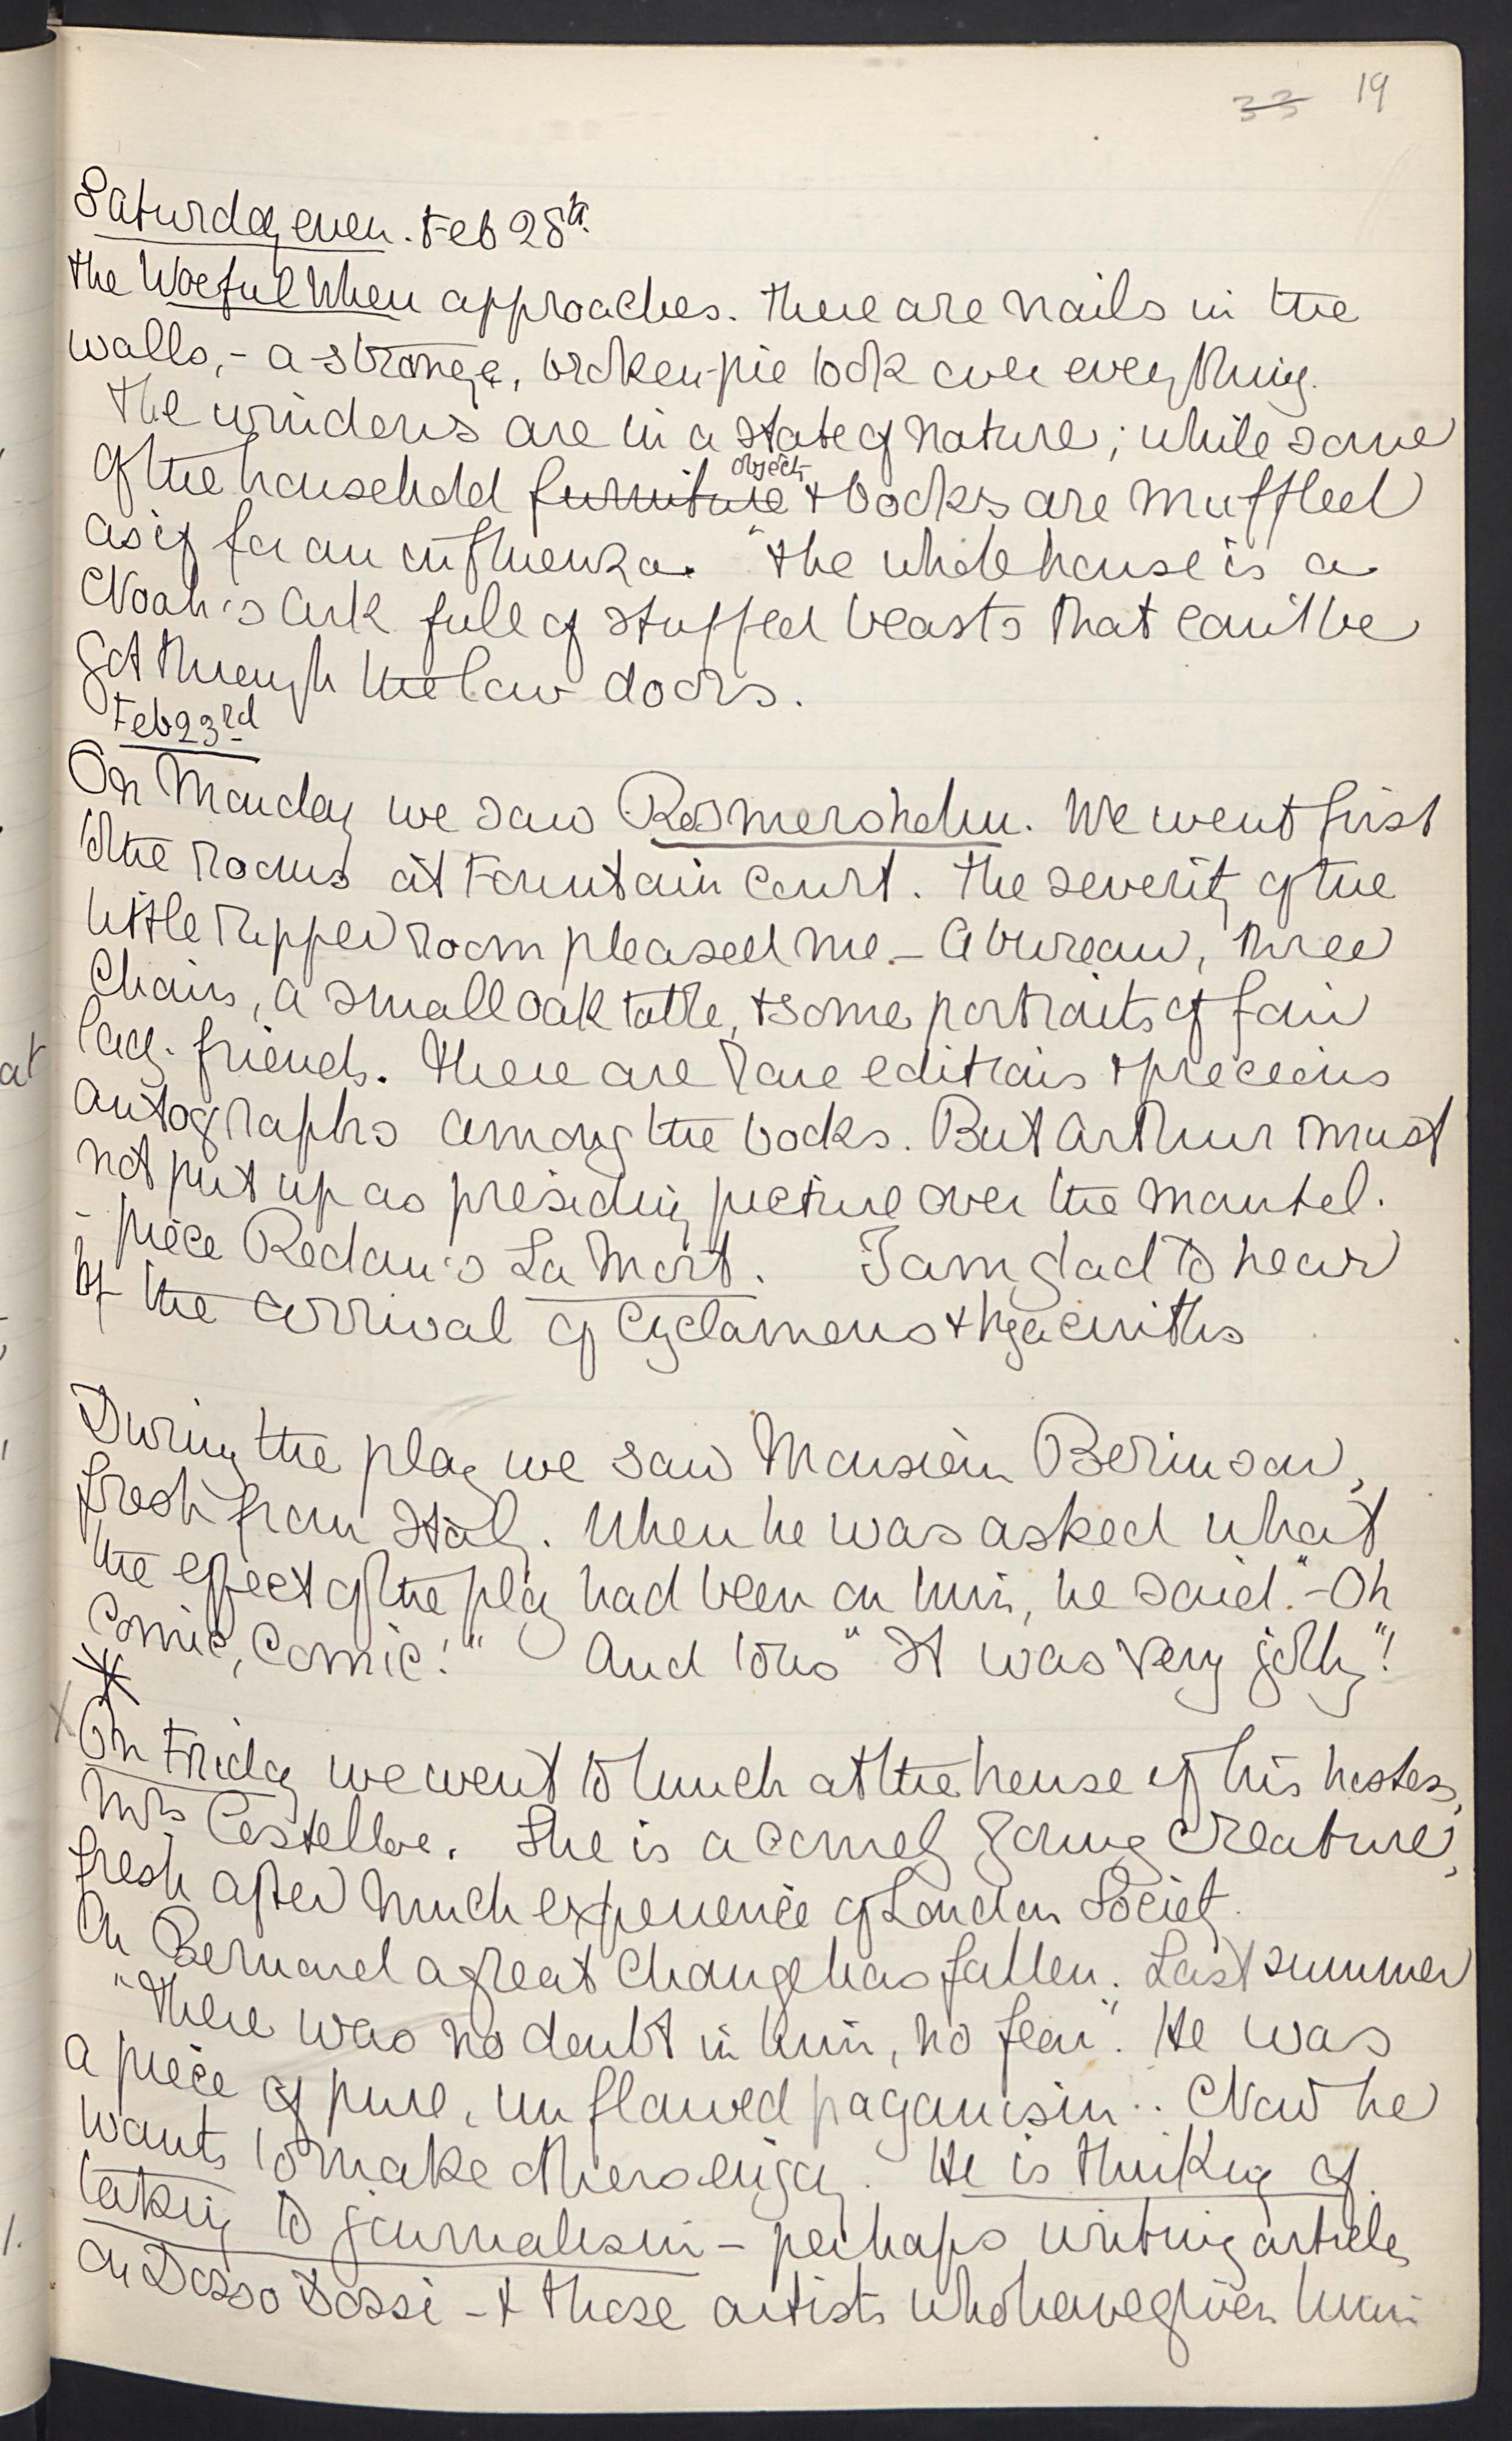 33 19
Saturday even. Feb 28th.
The Woeful When approaches. There are nails in the
walls, - a strange, broken-pie look over everything.
The windows are in a state of nature; while some
of the household furniture objects & books are muffled
as if for an influenza. "The whole house is a
Noah's Ark full of stuffed beasts that can't be
got through the low doors.
Feb 23rd
On Monday we saw Rosmersholm. We went first
to the rooms at Fountain Court. The severity of the
little upper room pleased me - a bureau, three
chairs, a small oak table, & some portraits of fair
lady-friends. There are rare editions & precious
autographs among the books. But Arthur must
not put up as presiding picture over the mantel-
-piece Redon's La Mort. I am glad to hear
of the arrival of Cyclamens & hyacinths
During the play we saw Monsieur Berinson,
fresh from Italy. When he was asked what
the effect of the play had been on him, he said "- Oh
comic, comic!" And to us "It was very jolly"!
On Friday we went to lunch at the house of his hostess,
Mrs Costelloe. She is a comely young creature,
fresh after much experience of London Society.
On Bernard a great change has fallen. Last summer
"There was no doubt in him, no fear". He was
a piece of pure, unflawed paganism.. Now he
wants to make others enjoy. He is thinking of
taking to journalism - perhaps writing articles
on Dosso Dossi - & those artists who have given him